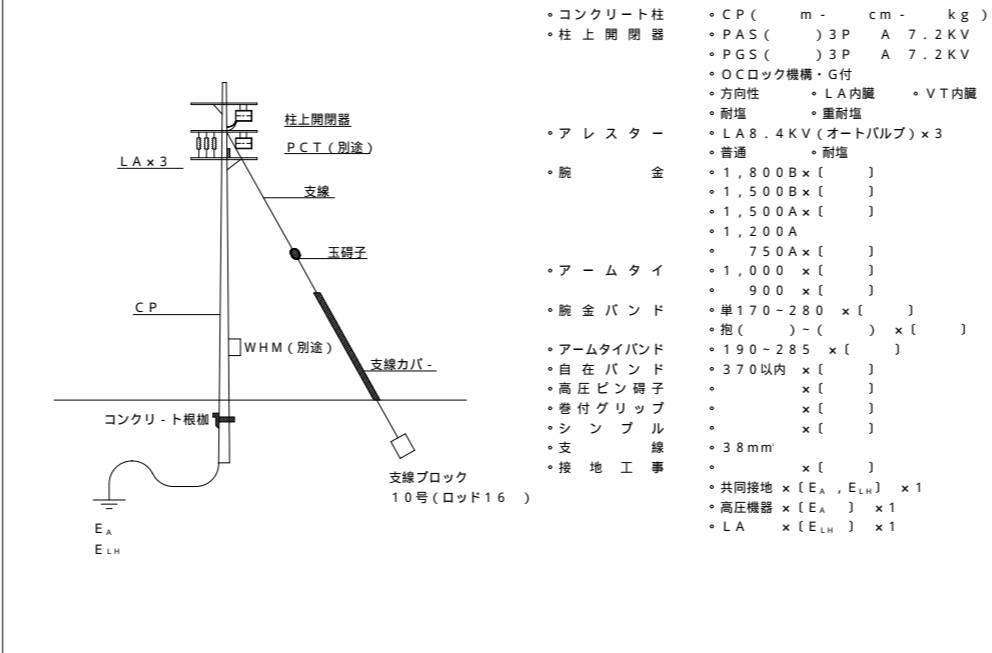 柱上開閉器
PCT(別途)
LA×3
支線
玉碍子
CP
WHM(別途)
支線カバ-
コンクリ-ト根枷
支線ブロック
10号(ロッド16 )
EA
ELH
∘コンクリート柱 ∘CP( m- cm- kg)
∘柱上開閉器 ∘PAS( )3P A 7.2KV
∘PGS( )3P A 7.2KV
∘OCロック機構・G付
∘方向性 ∘LA内臓 ∘VT内臓
∘耐塩 ∘重耐塩
∘アレスター ∘LA8.4KV(オートバルブ)×3
∘普通 ∘耐塩
∘腕金 ∘1,800B×〔 〕
∘1,500B×〔 〕
∘1,500A×〔 〕
∘1,200A
∘ 750A×〔 〕
∘アームタイ ∘1,000 ×〔 〕
∘ 900 ×〔 〕
∘腕金バンド ∘単170~280 ×〔 〕
∘抱( )~( ) ×〔 〕
∘アームタイバンド ∘190~285 ×〔 〕
∘自在バンド ∘370以内 ×〔 〕
∘高圧ピン碍子 ∘ ×〔 〕
∘巻付グリップ ∘ ×〔 〕
∘シンプル ∘ ×〔 〕
∘支線 ∘38mm²
∘接地工事 ∘ ×〔 〕
∘共同接地 ×〔EA ,ELH〕 ×1
∘高圧機器 ×〔EA 〕 ×1
∘LA ×〔ELH 〕 ×1